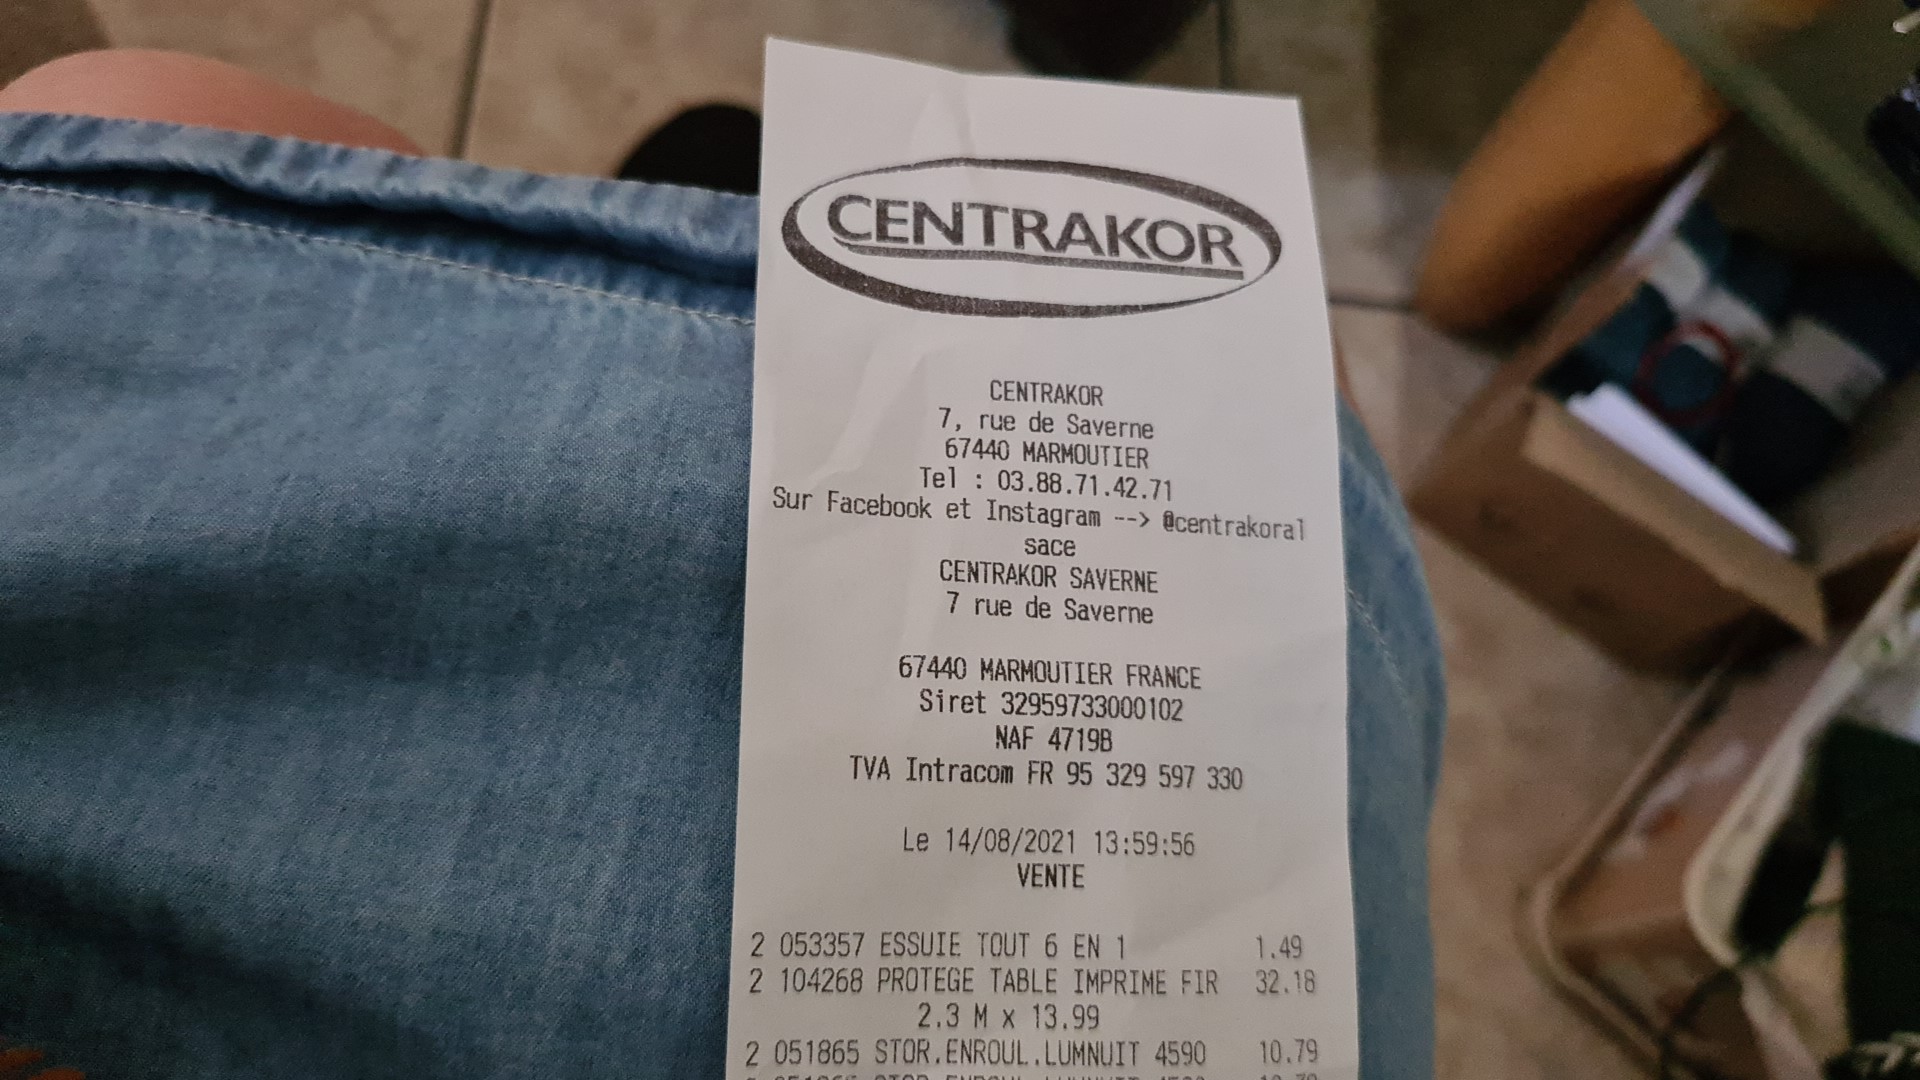 CENTRAKOR
CENTRAKOR
7, rue de Saverne
67440 MARMOUTIER
Tel : 03.88.71.42.71
Sur Facebook et Instagram --> @centrakoral
sace
CENTRAKOR SAVERNE
7 rue de Saverne
67440 MARMOUTIER FRANCE
Siret 32959733000102
NAF 4719B
TVA Intracom FR 95 329 597 330
Le 14/08/2021 13:59:56
VENTE
2 053357 ESSUIE TOUT 6 EN 1 1.49
2 104268 PROTEGE TABLE IMPRIME FIR 32.18
2.3 M x 13.99
2 051865 STOR.ENROUL.LUMNUIT 4590 10.79